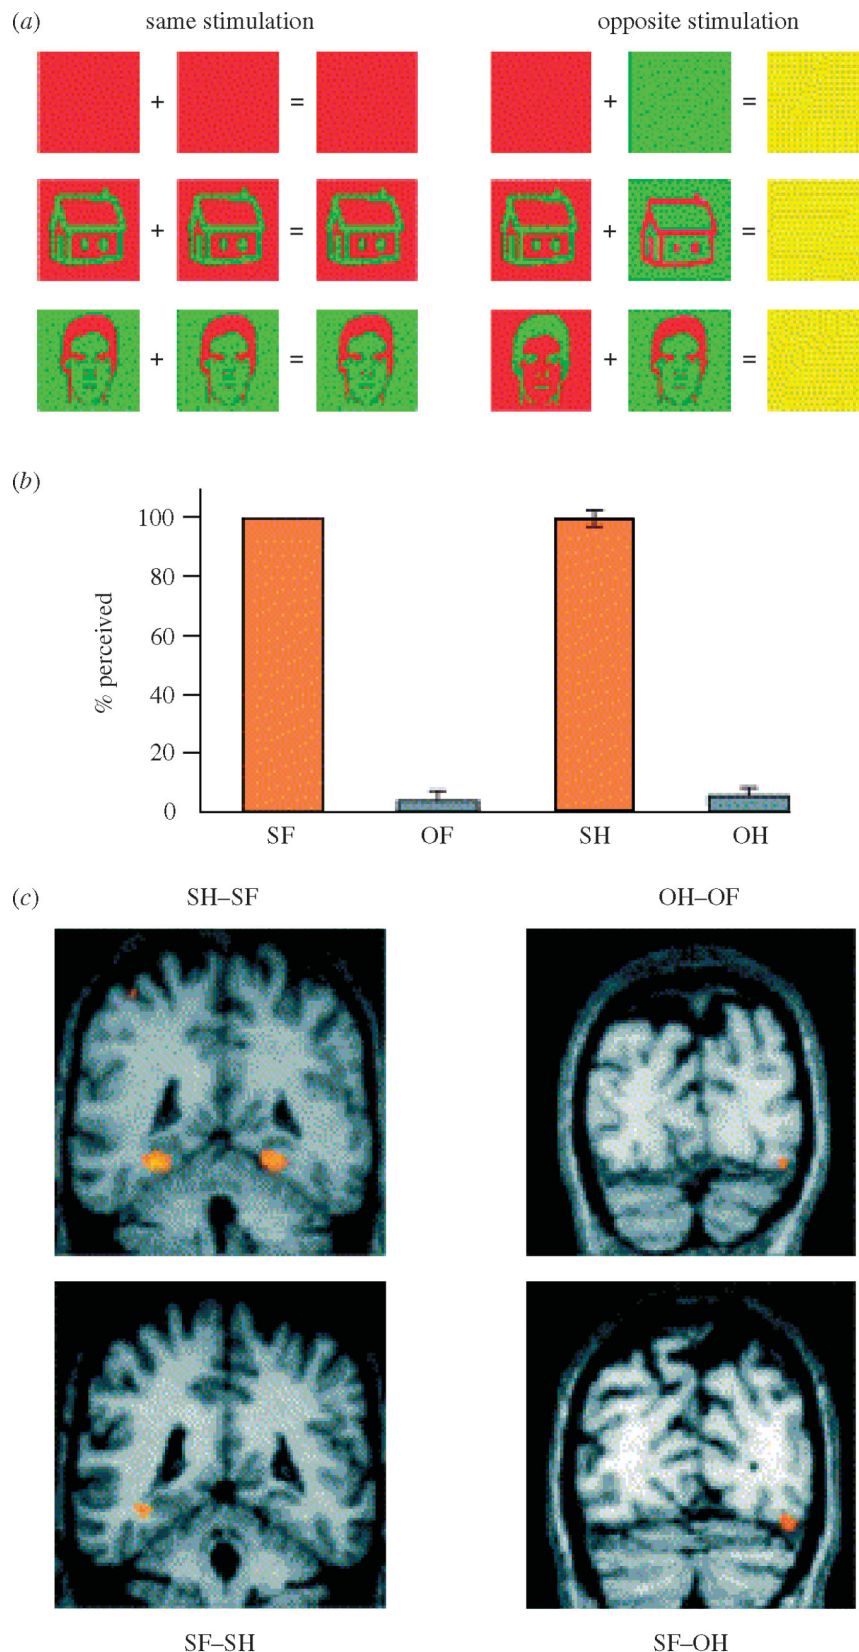 (a) same stimulation opposite stimulation
+ = + =
+ = + =
+ = + =
(b)
% perceived
100
80
60
40
20
0
SF OF SH OH
(c) SH–SF OH–OF
SF–SH SF–OH